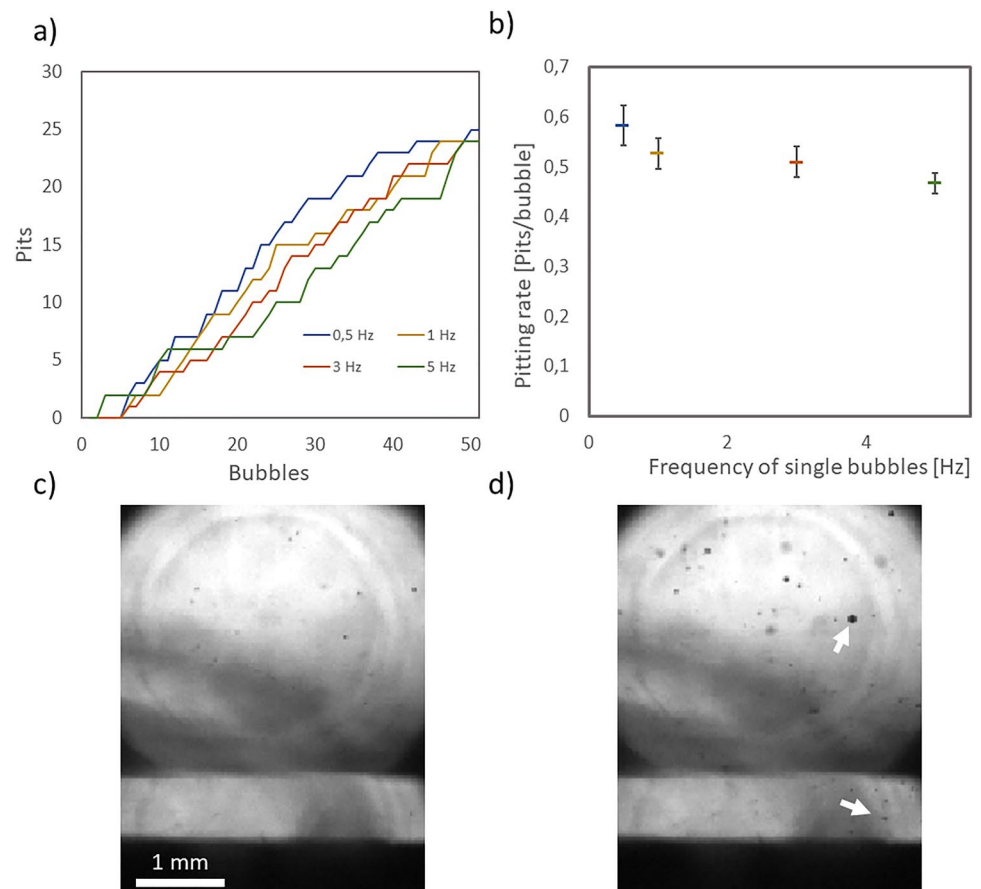 a)
30
25
20
15
10
5
0
Pits
0,5 Hz 1 Hz
3 Hz 5 Hz
0 10 20 30 40 50
Bubbles
b)
0,7
0,6
0,5
0,4
0,3
0,2
0,1
0
Pitting rate [Pits/bubble]
0 2 4
Frequency of single bubbles [Hz]
c)
1 mm
d)